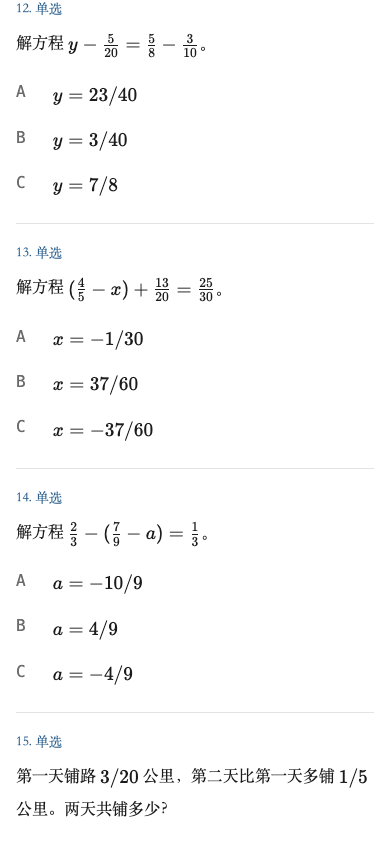 12. 单选
解方程 y − 5/20 = 5/8 − 3/10。
A y = 23/40
B y = 3/40
C y = 7/8
13. 单选
解方程 (4/5 − x) + 13/20 = 25/30。
A x = −1/30
B x = 37/60
C x = −37/60
14. 单选
解方程 2/3 − (7/9 − a) = 1/3。
A a = −10/9
B a = 4/9
C a = −4/9
15. 单选
第一天铺路 3/20 公里，第二天比第一天多铺 1/5
公里。两天共铺多少?